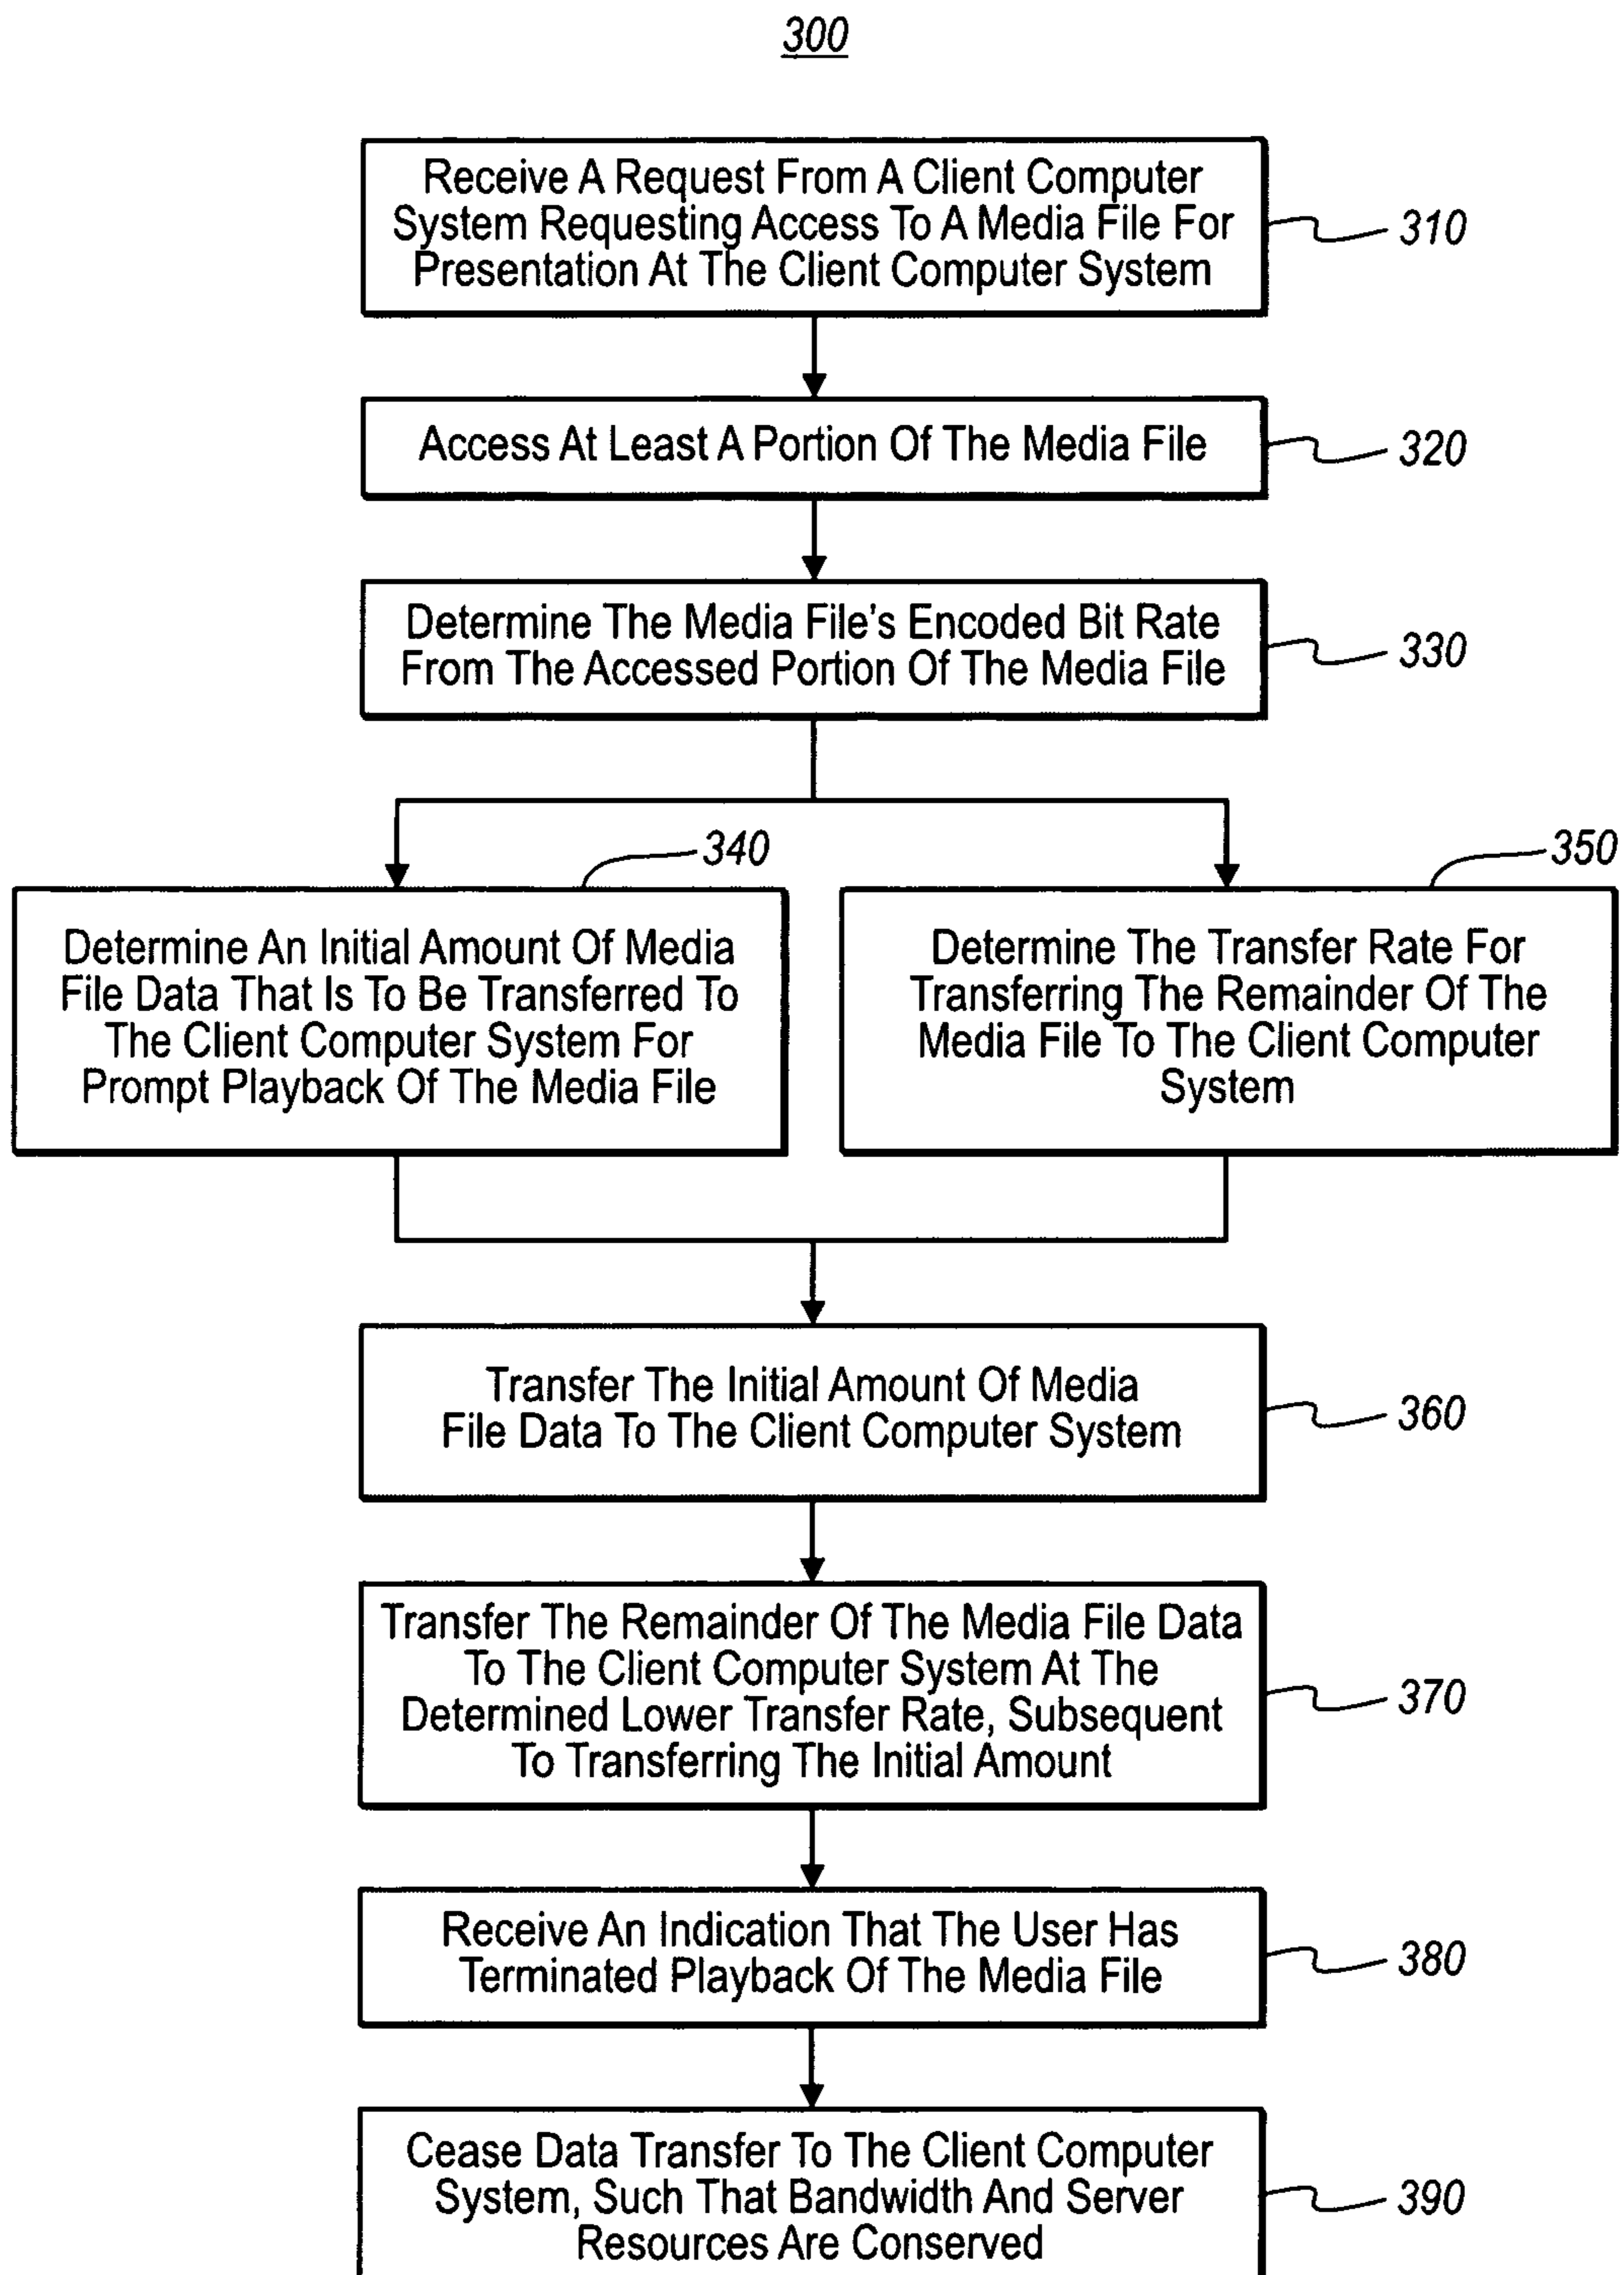 300
Receive A Request From A Client Computer
System Requesting Access To A Media File For
Presentation At The Client Computer System
310
Access At Least A Portion Of The Media File
320
Determine The Media File's Encoded Bit Rate
From The Accessed Portion Of The Media File
330
340
350
Determine An Initial Amount Of Media
File Data That Is To Be Transferred To
The Client Computer System For
Prompt Playback Of The Media File
Determine The Transfer Rate For
Transferring The Remainder Of The
Media File To The Client Computer
System
Transfer The Initial Amount Of Media
File Data To The Client Computer System
360
Transfer The Remainder Of The Media File Data
To The Client Computer System At The
Determined Lower Transfer Rate, Subsequent
To Transferring The Initial Amount
370
Receive An Indication That The User Has
Terminated Playback Of The Media File
380
Cease Data Transfer To The Client Computer
System, Such That Bandwidth And Server
Resources Are Conserved
390